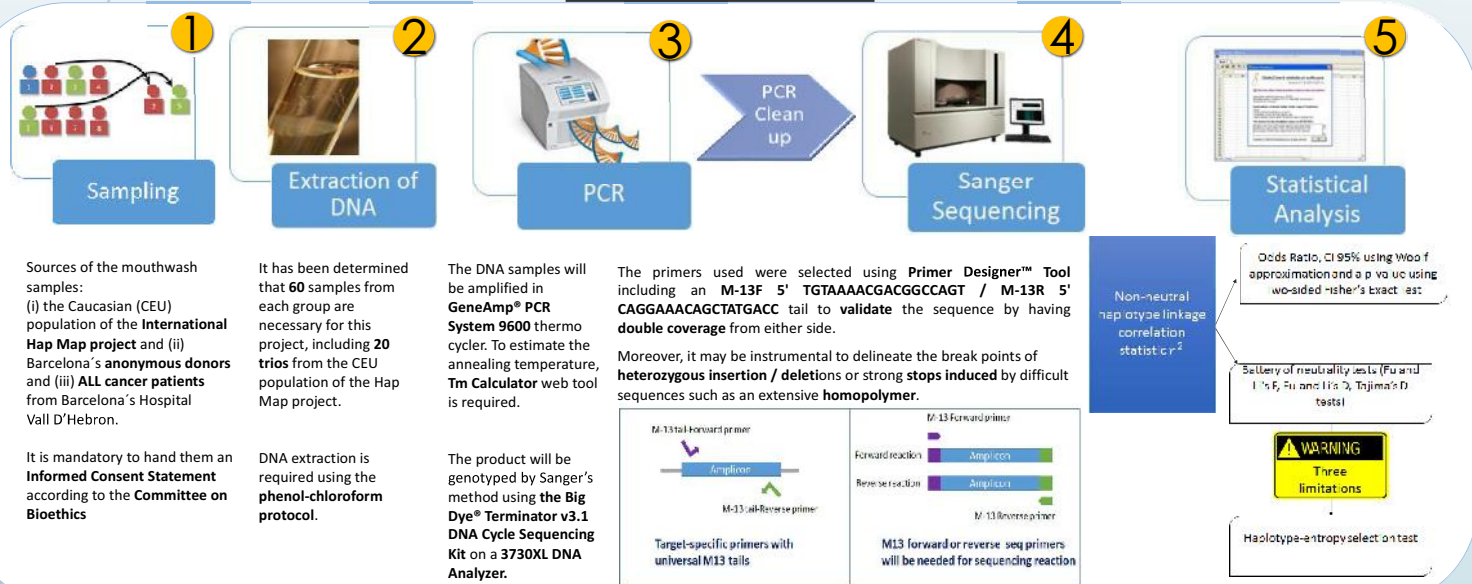 1
Sampling
Sources of the mouthwash
samples:
(i) the Caucasian (CEU)
population of the International
Hap Map project and (ii)
Barcelona´s anonymous donors
and (iii) ALL cancer patients
from Barcelona´s Hospital
Vall D’Hebron.
It is mandatory to hand them an
Informed Consent Statement
according to the Committee on
Bioethics
2
Extraction of
DNA
It has been determined
that 60 samples from
each group are
necessary for this
project, including 20
trios from the CEU
population of the Hap
Map project.
DNA extraction is
required using the
phenol-chloroform
protocol.
3
PCR
The DNA samples will
be amplified in
GeneAmp® PCR
System 9600 thermo
cycler. To estimate the
annealing temperature,
Tm Calculator web tool
is required.
The product will be
genotyped by Sanger’s
method using the Big
Dye® Terminator v3.1
DNA Cycle Sequencing
Kit on a 3730XL DNA
Analyzer.
PCR
Clean
up
4
Sanger
Sequencing
The primers used were selected using Primer Designer™ Tool
including an M-13F 5' TGTAAAACGACGGCCAGT / M-13R 5'
CAGGAAACAGCTATGACC tail to validate the sequence by having
double coverage from either side.
Moreover, it may be instrumental to delineate the break points of
heterozygous insertion / deletions or strong stops induced by difficult
sequences such as an extensive homopolymer.
M-13 tail-Forward primer
Amplicon
M-13 tail-Reverse primer
Target-specific primers with
universal M13 tails
M-13 Forward primer
Forward reaction
Amplicon
Reverse reaction
Amplicon
M-13 Reverse primer
M13 forward or reverse seq primers
will be needed for sequencing reaction
5
Statistical
Analysis
Non-neutral
haplotype linkage
correlation
2
Odds Ratio, CI 95% using Woolf
approximation and a p-value using
two-sided Fisher's Exact Test
Battery of neutrality tests (Fu and
Li's F, Fu and Li's D, Tajima's D
tests)
WARNING
Three
limitations
Haplotype-entropy selection test